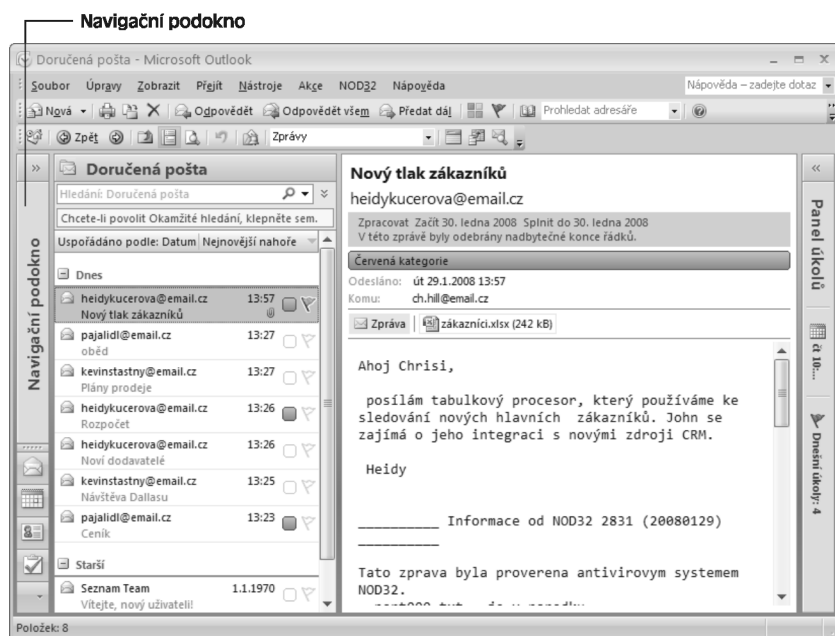 Navigační podokno
Doručená pošta - Microsoft Outlook
Soubor Úpravy Zobrazit Přejít Nástroje Akce NOD32 Nápověda Nápověda – zadejte dotaz
Nová Odpovědět Odpovědět všem Předat dál Prohledat adresáře
Zpět Zprávy
Navigační podokno
Doručená pošta
Hledání: Doručená pošta
Chcete-li povolit Okamžité hledání, klepněte sem.
Uspořádáno podle: Datum Nejnovější nahoře
Dnes
heidykucerova@email.cz 13:57
Nový tlak zákazníků
pajalidl@email.cz 13:27
oběd
kevinstastny@email.cz 13:27
Plány prodeje
heidykucerova@email.cz 13:26
Rozpočet
heidykucerova@email.cz 13:26
Noví dodavatelé
kevinstastny@email.cz 13:25
Návštěva Dallasu
pajalidl@email.cz 13:23
Ceník
Starší
Seznam Team 1.1.1970
Vítejte, nový uživateli!
Nový tlak zákazníků
heidykucerova@email.cz
Zpracovat Začít 30. ledna 2008 Splnit do 30. ledna 2008
V této zprávě byly odebrány nadbytečné konce řádků.
Červená kategorie
Odesláno: út 29.1.2008 13:57
Komu: ch.hill@email.cz
Zpráva zákazníci.xlsx (242 kB)
Ahoj Chrisi,
posílám tabulkový procesor, který používáme ke
sledování nových hlavních zákazníků. John se
zajímá o jeho integraci s novými zdroji CRM.
Heidy
__________ Informace od NOD32 2831 (20080129)
__________
Tato zprava byla proverena antivirovym systemem
NOD32.
Panel úkolů
čt 10:...
Dnešní úkoly: 4
Položek: 8